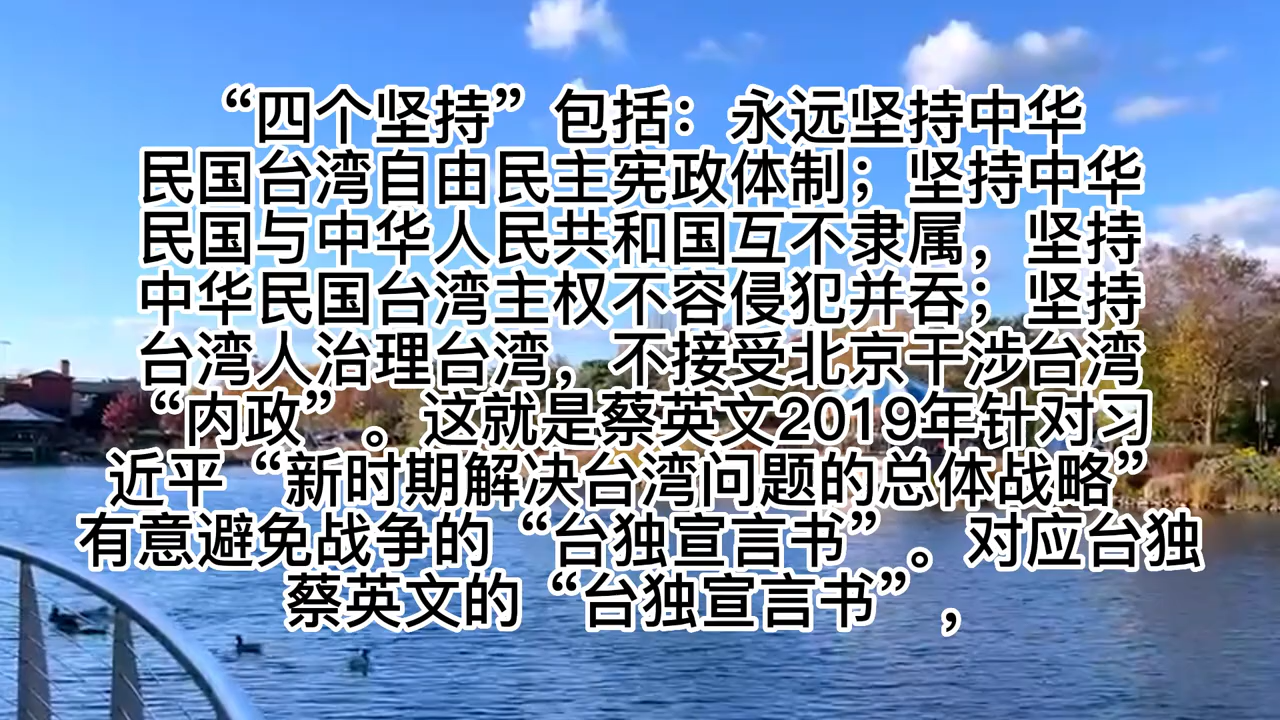 “四个坚持”包括：永远坚持中华
民国台湾自由民主宪政体制；坚持中华
民国与中华人民共和国互不隶属，坚持
中华民国台湾主权不容侵犯并吞；坚持
台湾人治理台湾，不接受北京干涉台湾
“内政”。这就是蔡英文2019年针对习
近平“新时期解决台湾问题的总体战略”
有意避免战争的“台独宣言书”。对应台独
蔡英文的“台独宣言书”，